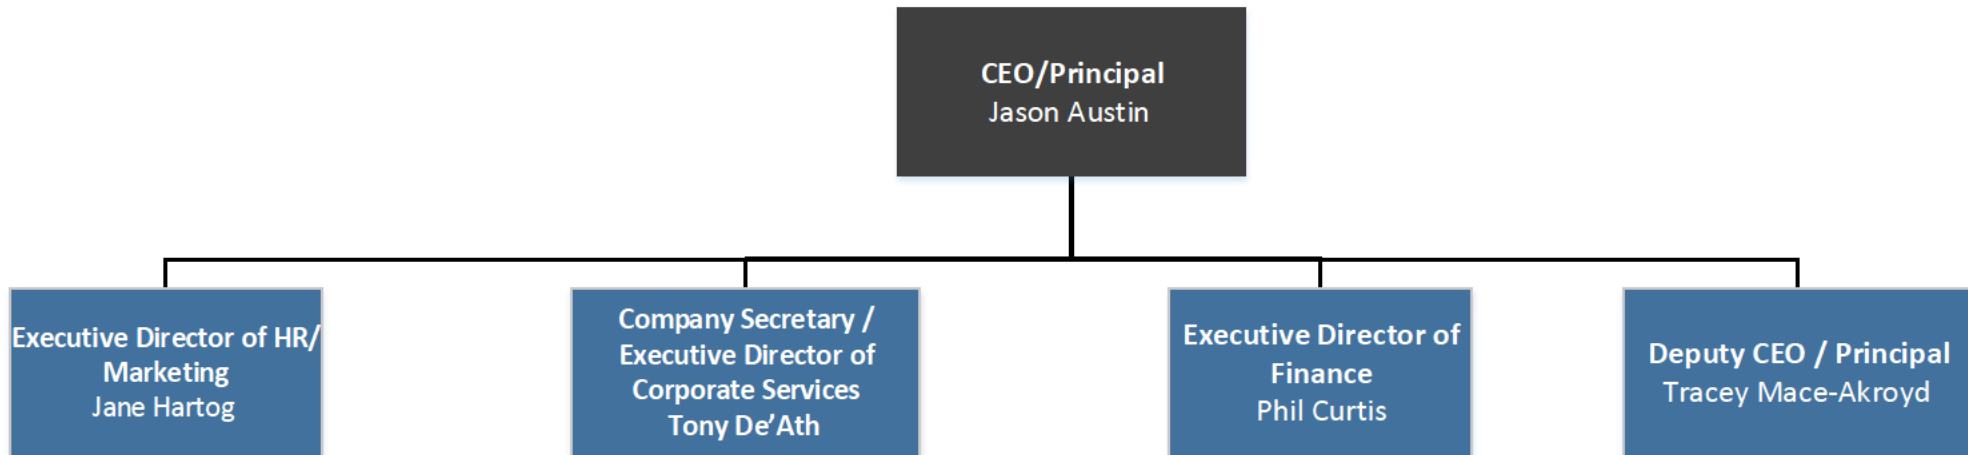 CEO/Principal
Jason Austin
Executive Director of HR/
Marketing
Jane Hartog
Company Secretary /
Executive Director of
Corporate Services
Tony De’Ath
Executive Director of
Finance
Phil Curtis
Deputy CEO / Principal
Tracey Mace-Akroyd